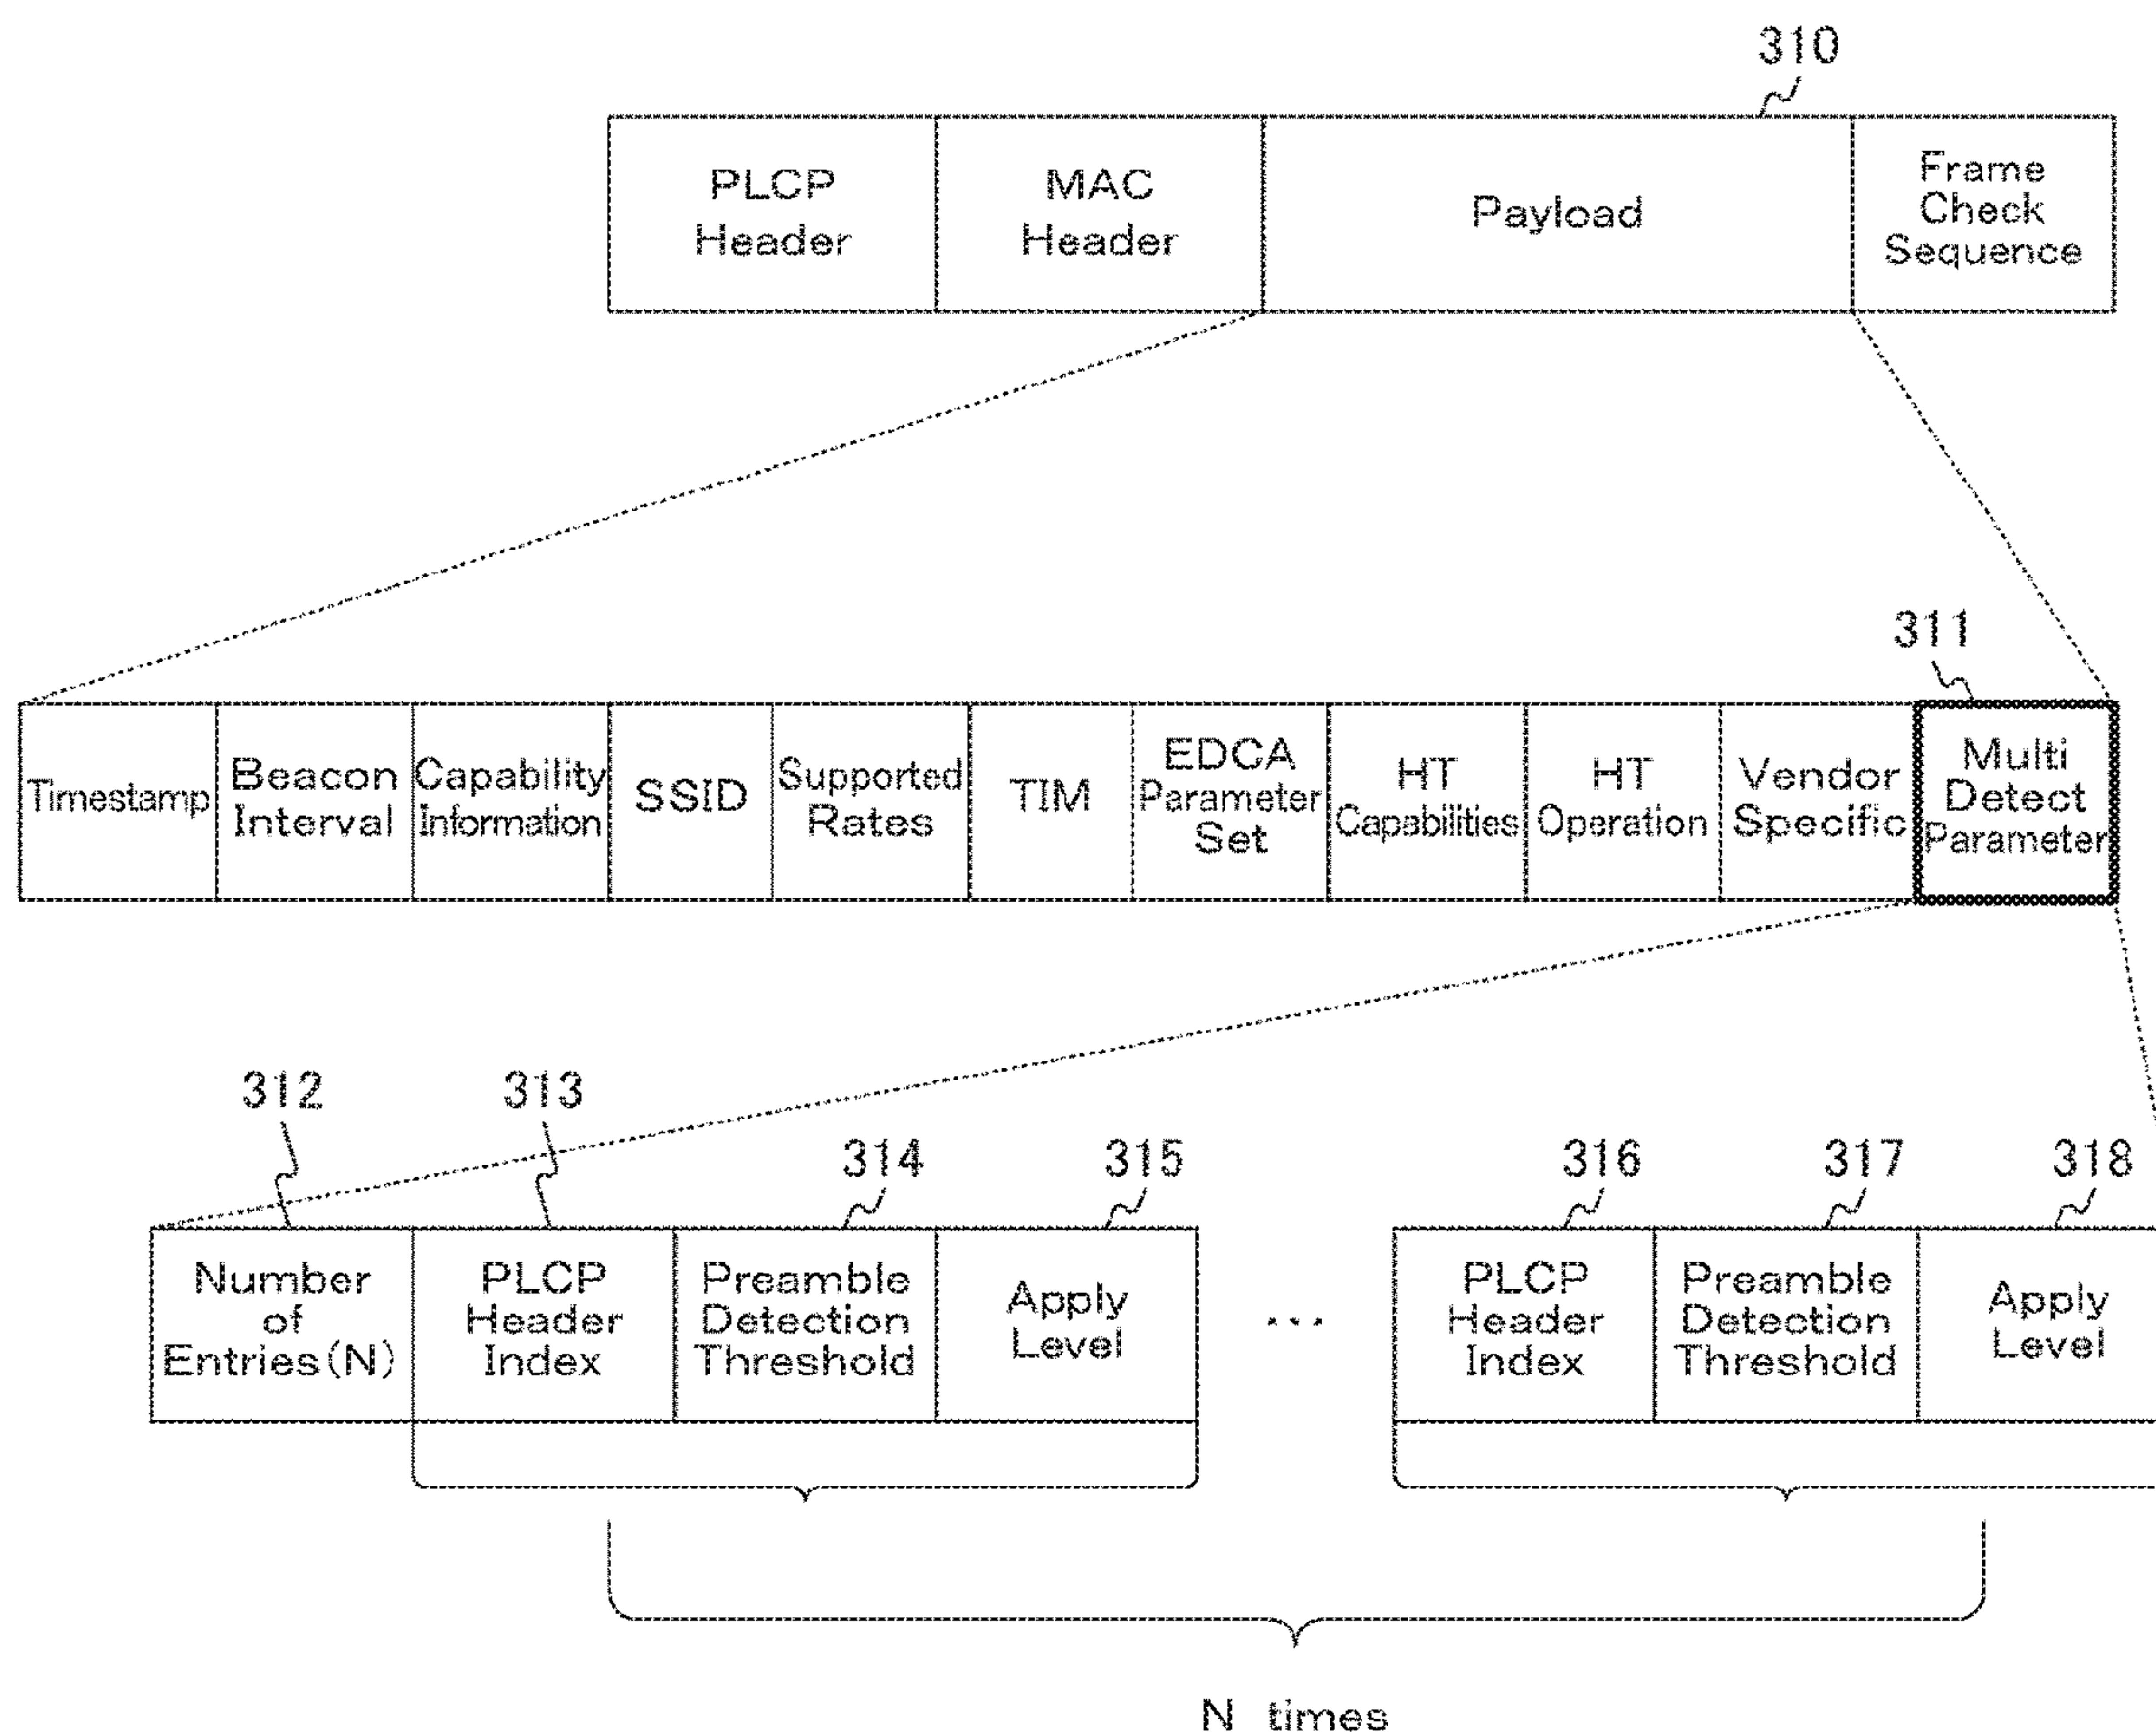 310
PLCP
Header
MAC
Header
Payload
Frame
Check
Sequence
311
Timestamp
Beacon
Interval
Capability
Information
SSID
Supported
Rates
TIM
EDCA
Parameter
Set
HT
Capabilities
HT
Operation
Vendor
Specific
Multi
Detect
Parameter
312
313
314
315
316
317
318
Number
of
Entries(N)
PLCP
Header
Index
Preamble
Detection
Threshold
Apply
Level
...
PLCP
Header
Index
Preamble
Detection
Threshold
Apply
Level
N times